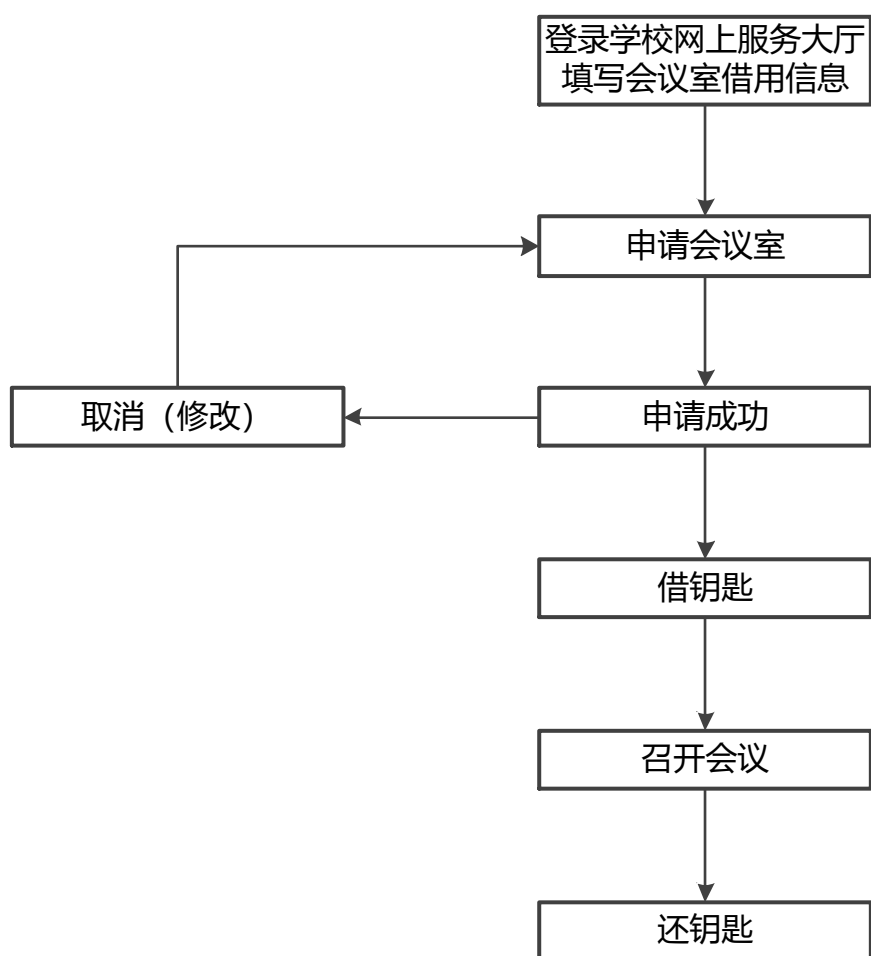 登录学校网上服务大厅
填写会议室借用信息
申请会议室
取消（修改）
申请成功
借钥匙
召开会议
还钥匙